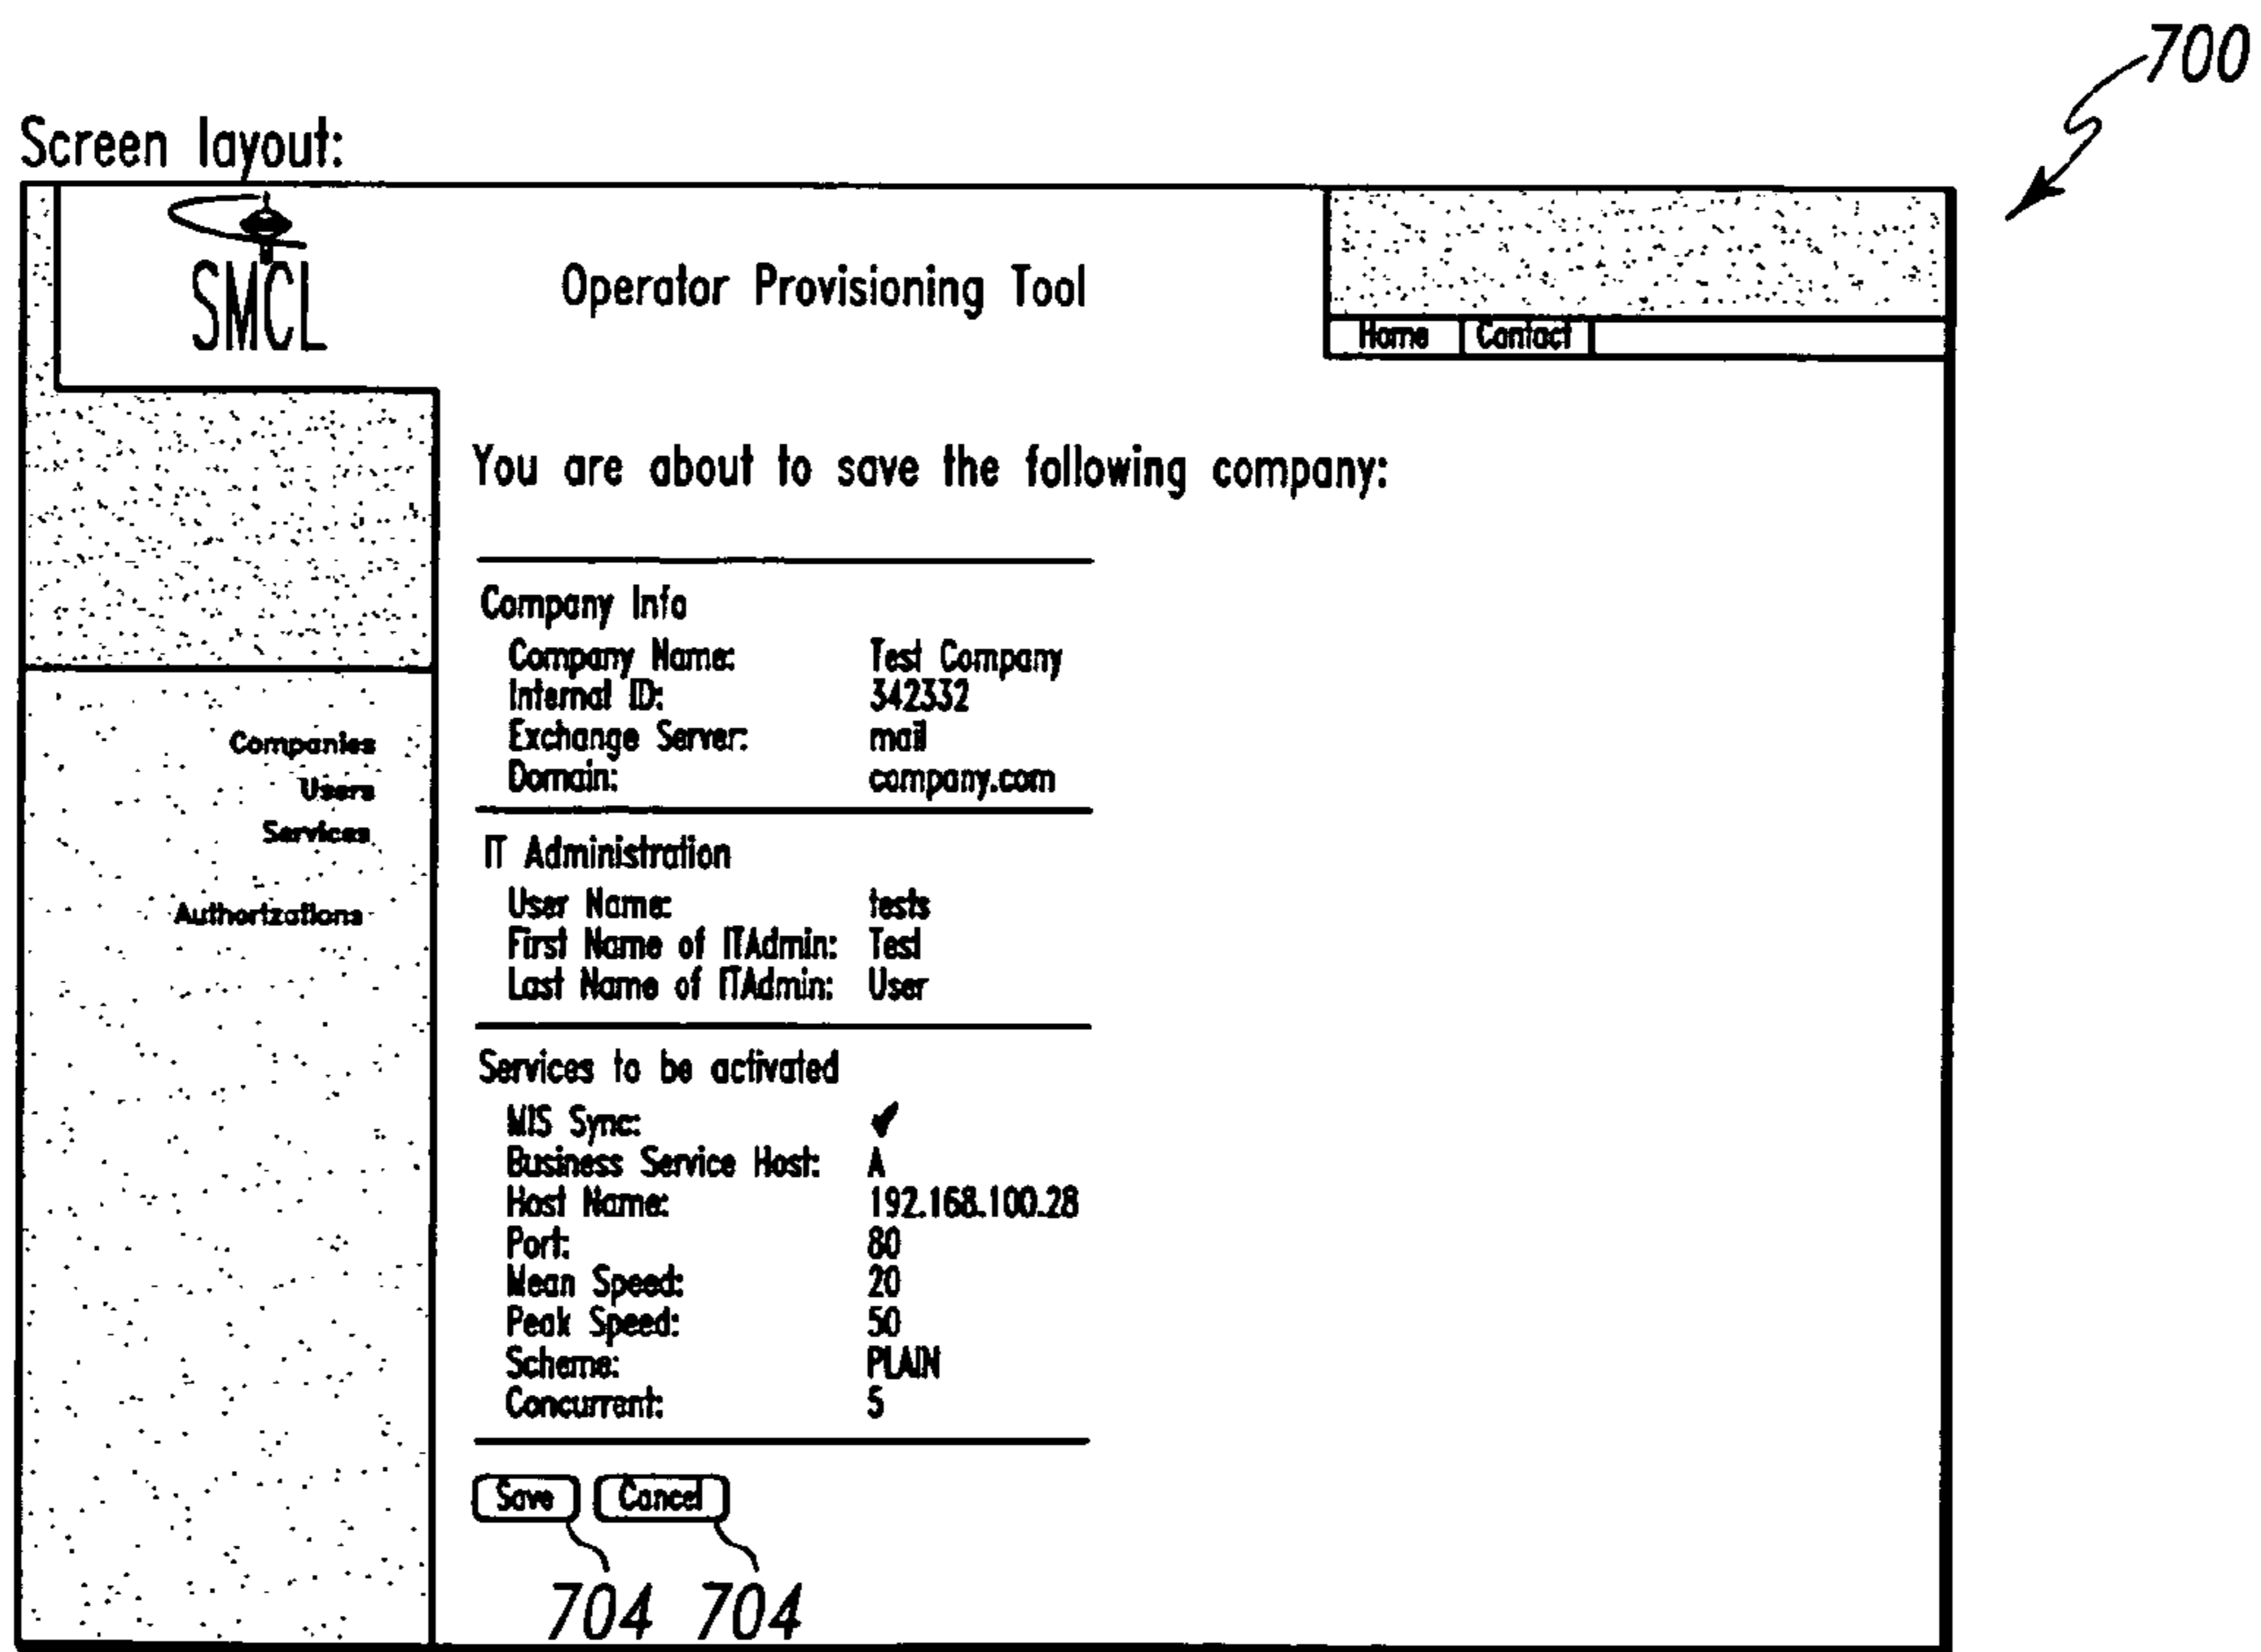 700
Screen layout:
SMCL
Operator Provisioning Tool
Home Contact
You are about to save the following company:
Company Info
Company Name: Test Company
Internal ID: 342332
Exchange Server: mail
Domain: company.com
Companies
Users
Services
Authorizations
IT Administration
User Name: tests
First Name of ITAdmin: Test
Last Name of ITAdmin: User
Services to be activated
MIS Sync: ✓
Business Service Host: A
Host Name: 192.168.100.28
Port: 80
Mean Speed: 20
Peak Speed: 50
Scheme: PLAIN
Concurrent: 5
Save Cancel
704 704